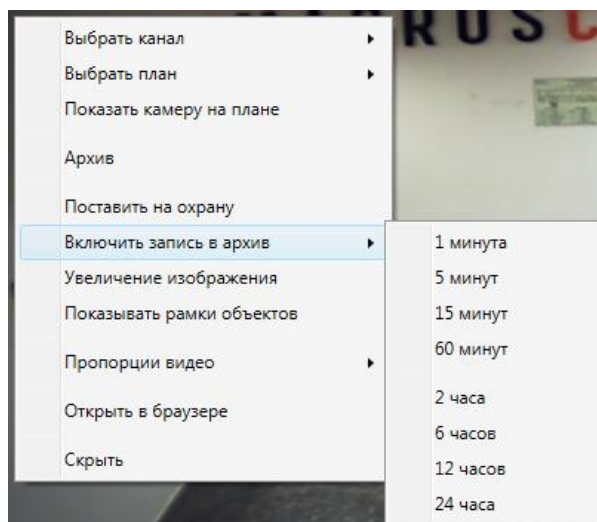 RUS
Выбрать канал
Выбрать план
Показать камеру на плане
Архив
Поставить на охрану
Включить запись в архив
Увеличение изображения
Показывать рамки объектов
Пропорции видео
Открыть в браузере
Скрыть
1 минута
5 минут
15 минут
60 минут
2 часа
6 часов
12 часов
24 часа